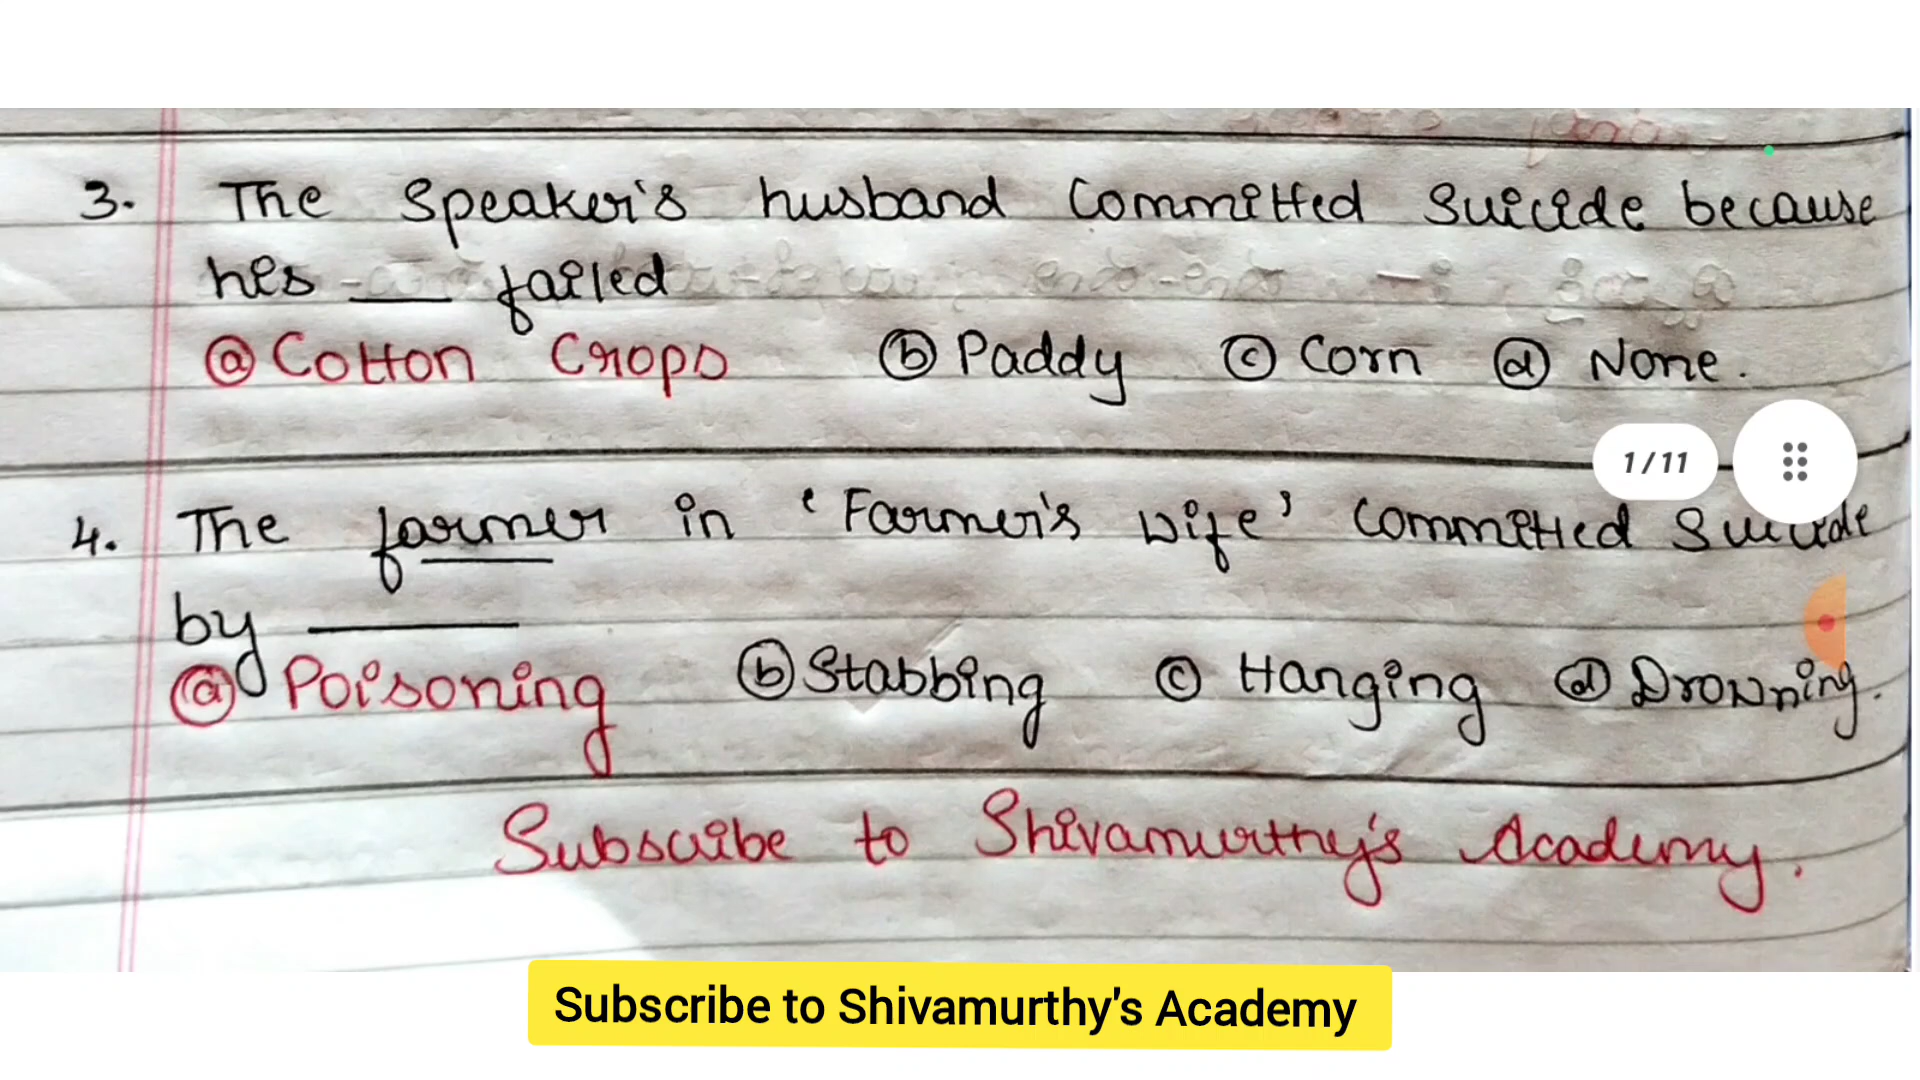 3. The Speaker's husband Committed Suicide because
his ___ failed
ⓐ Cotton Crops ⓑ Paddy ⓒ Corn ⓓ None.
1/11
4. The farmer in 'Farmer's wife' Committed Suicide
by ___
ⓐ Poisoning ⓑ Stabbing ⓒ Hanging ⓓ Drowning.
Subscribe to Shivamurthy's Academy.
Subscribe to Shivamurthy's Academy